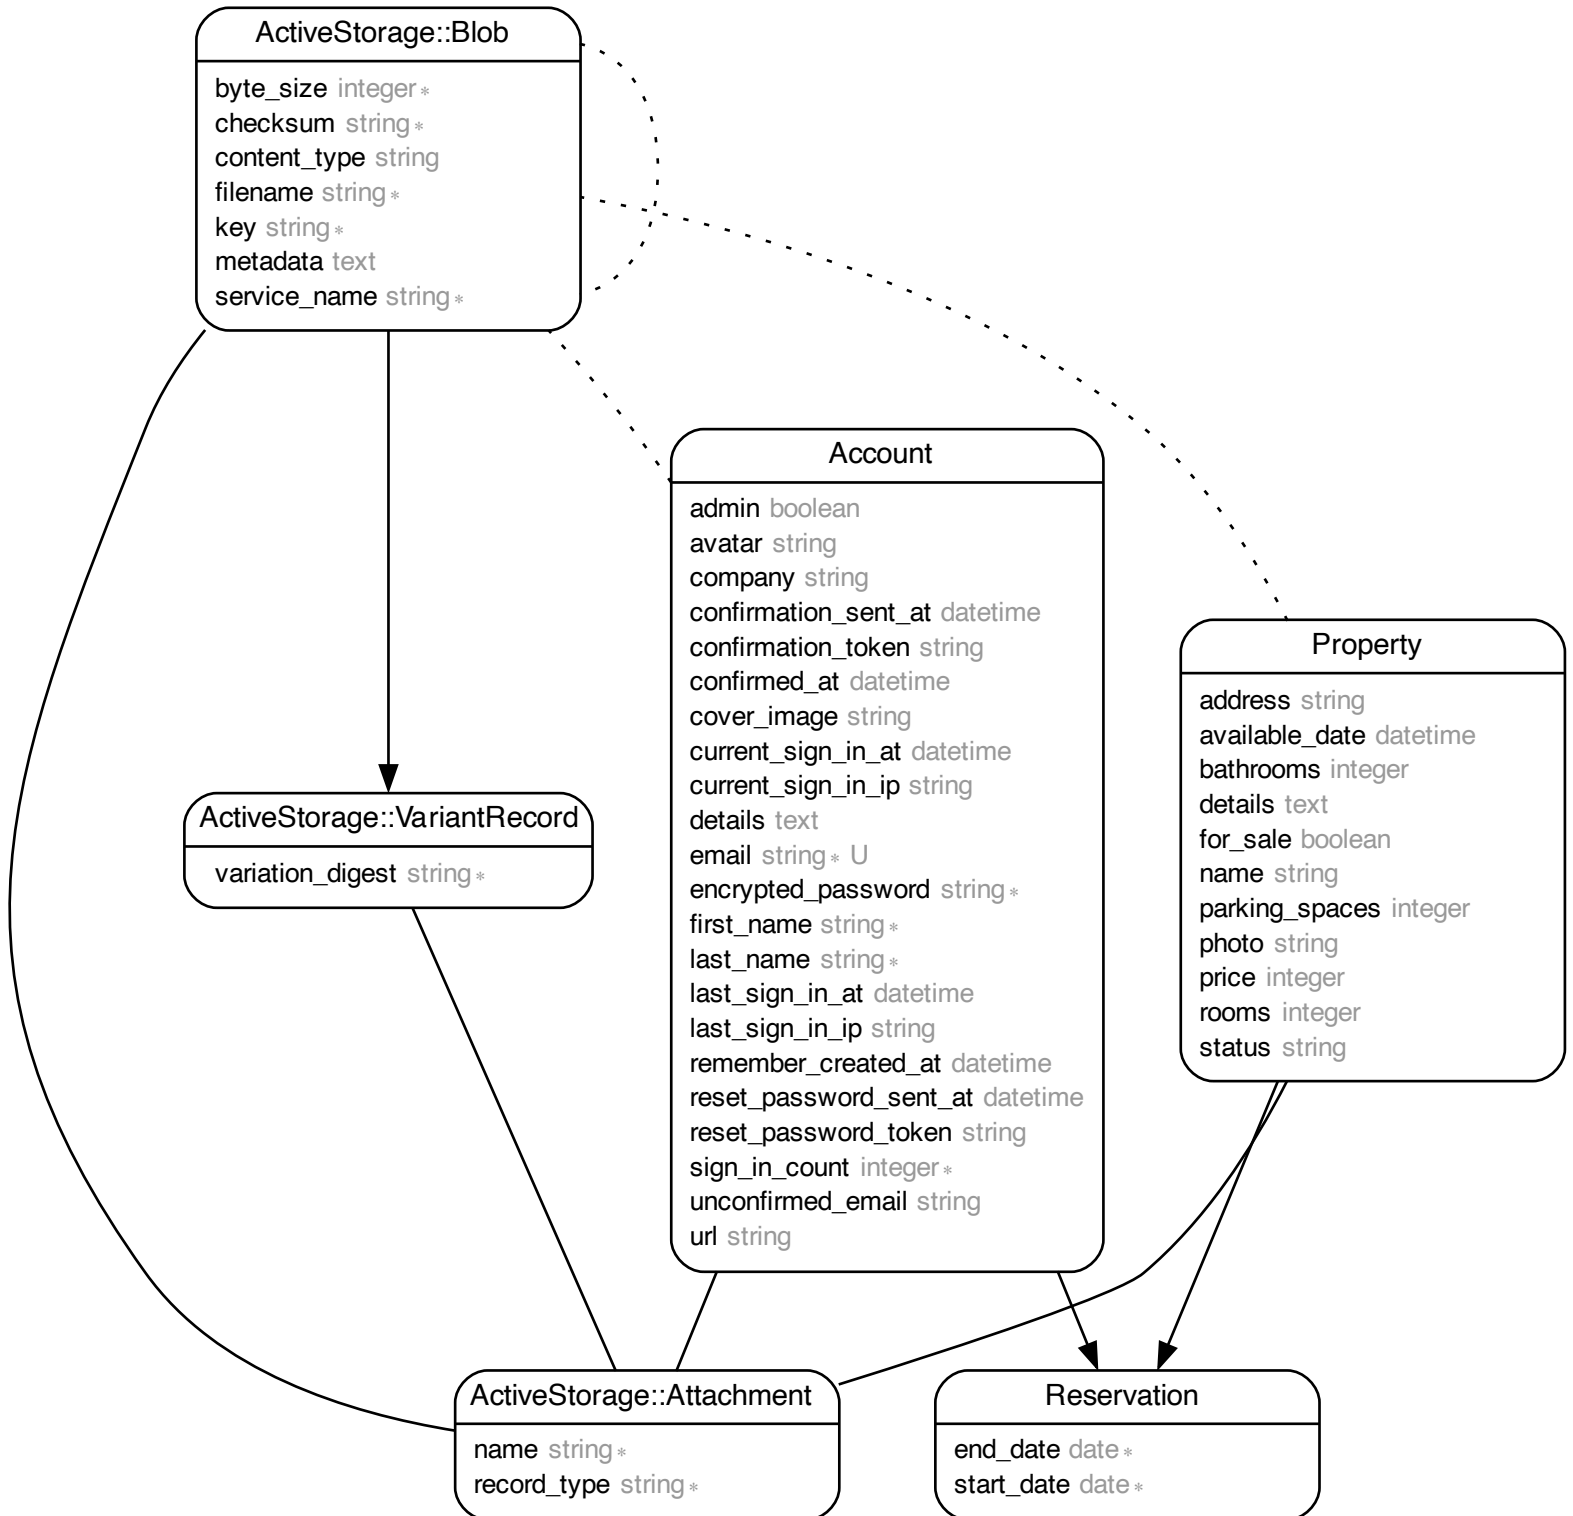 ActiveStorage::Blob
byte_size integer*
checksum string*
content_type string
filename string*
key string*
metadata text
service_name string*
Account
admin boolean
avatar string
company string
confirmation_sent_at datetime
confirmation_token string
confirmed_at datetime
cover_image string
current_sign_in_at datetime
current_sign_in_ip string
details text
email string* U
encrypted_password string*
first_name string*
last_name string*
last_sign_in_at datetime
last_sign_in_ip string
remember_created_at datetime
reset_password_sent_at datetime
reset_password_token string
sign_in_count integer*
unconfirmed_email string
url string
Property
address string
available_date datetime
bathrooms integer
details text
for_sale boolean
name string
parking_spaces integer
photo string
price integer
rooms integer
status string
ActiveStorage::VariantRecord
variation_digest string*
ActiveStorage::Attachment
name string*
record_type string*
Reservation
end_date date*
start_date date*